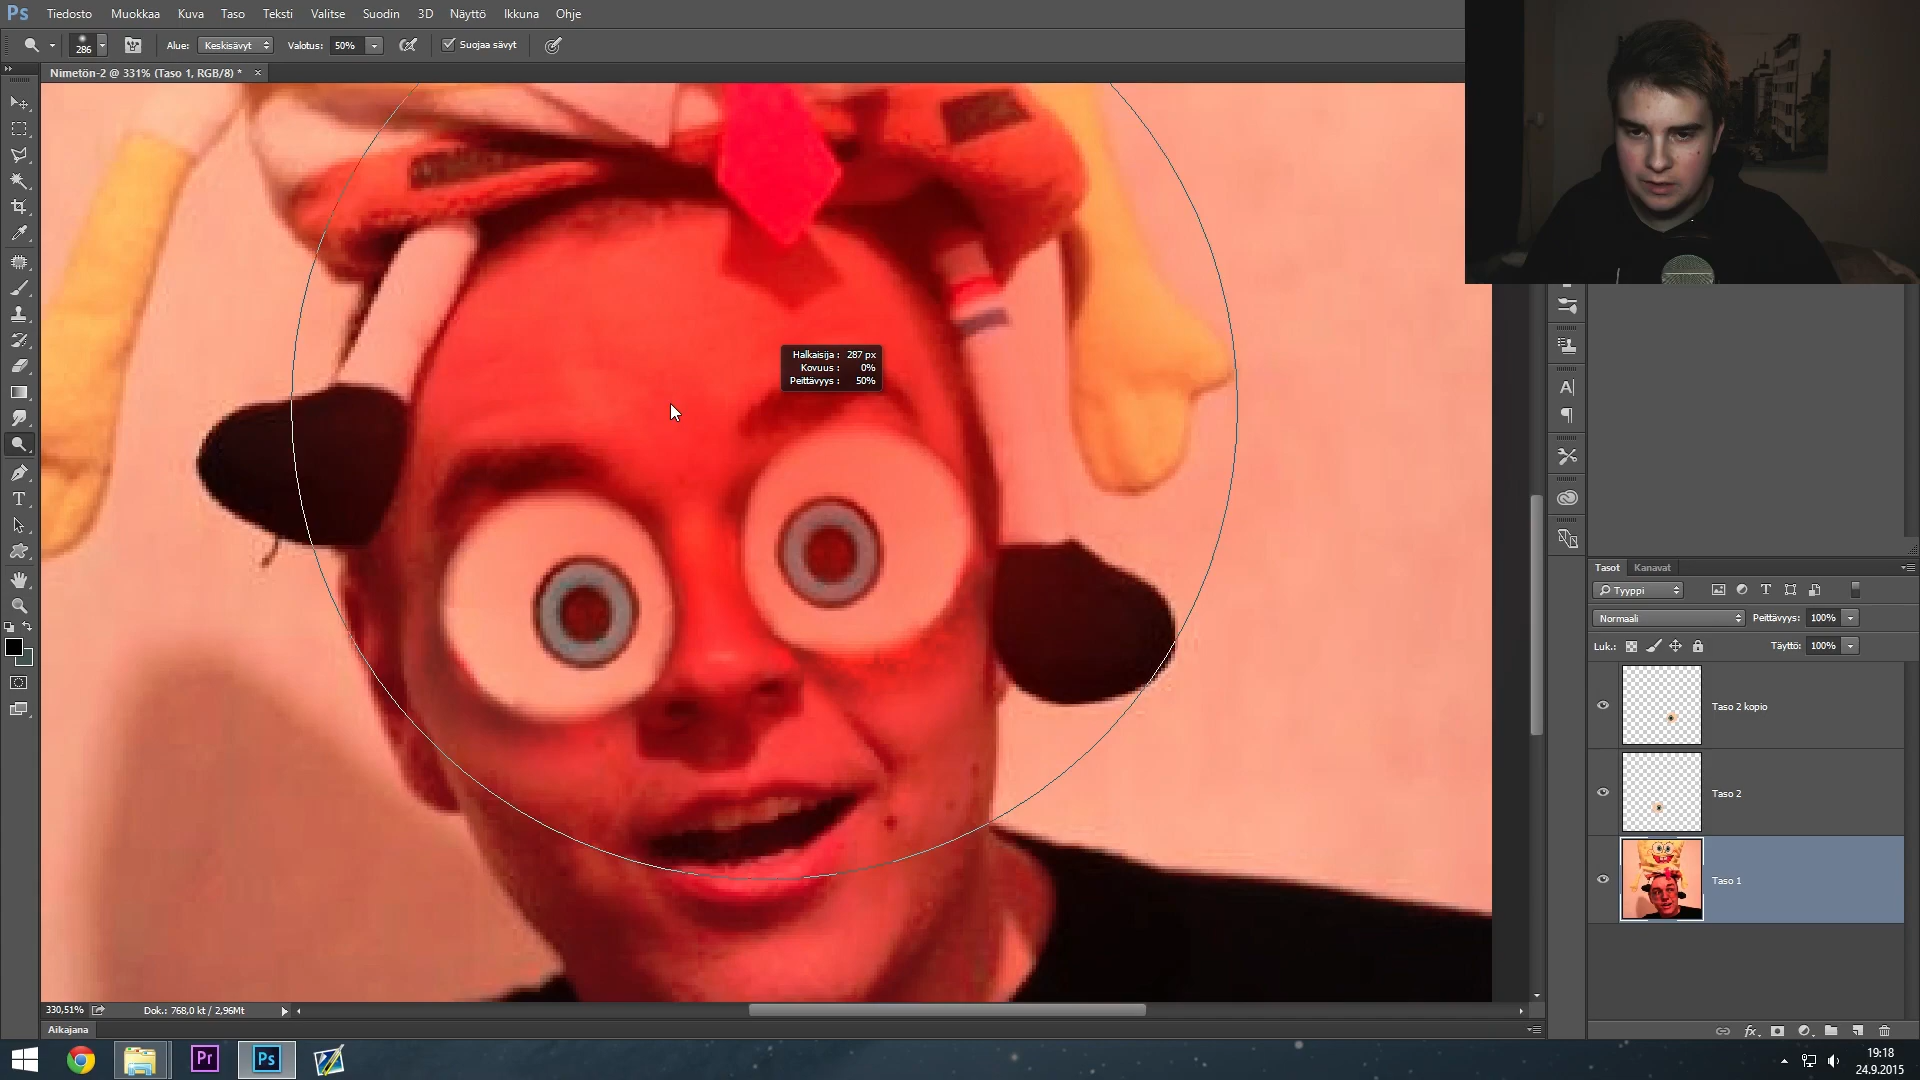 Ps Tiedosto Muokkaa Kuva Taso Teksti Valitse Suodin 3D Näyttö Ikkuna Ohje
286 Alue: Keskisävyt Valotus: 50% Suojaa sävyt
Nimetön-2 @ 331% (Taso 1, RGB/8) * ×
Halkaisija : 287 px
Kovuus : 0%
Peittävyys : 50%
Tasot Kanavat
Tyyppi
Normaali Peittävyys: 100%
Luk.: Täyttö: 100%
Taso 2 kopio
Taso 2
Taso 1
330,51% Dok.: 768,0 kt / 2,96Mt
Aikajana
Pr Ps
19:18
24.9.2015